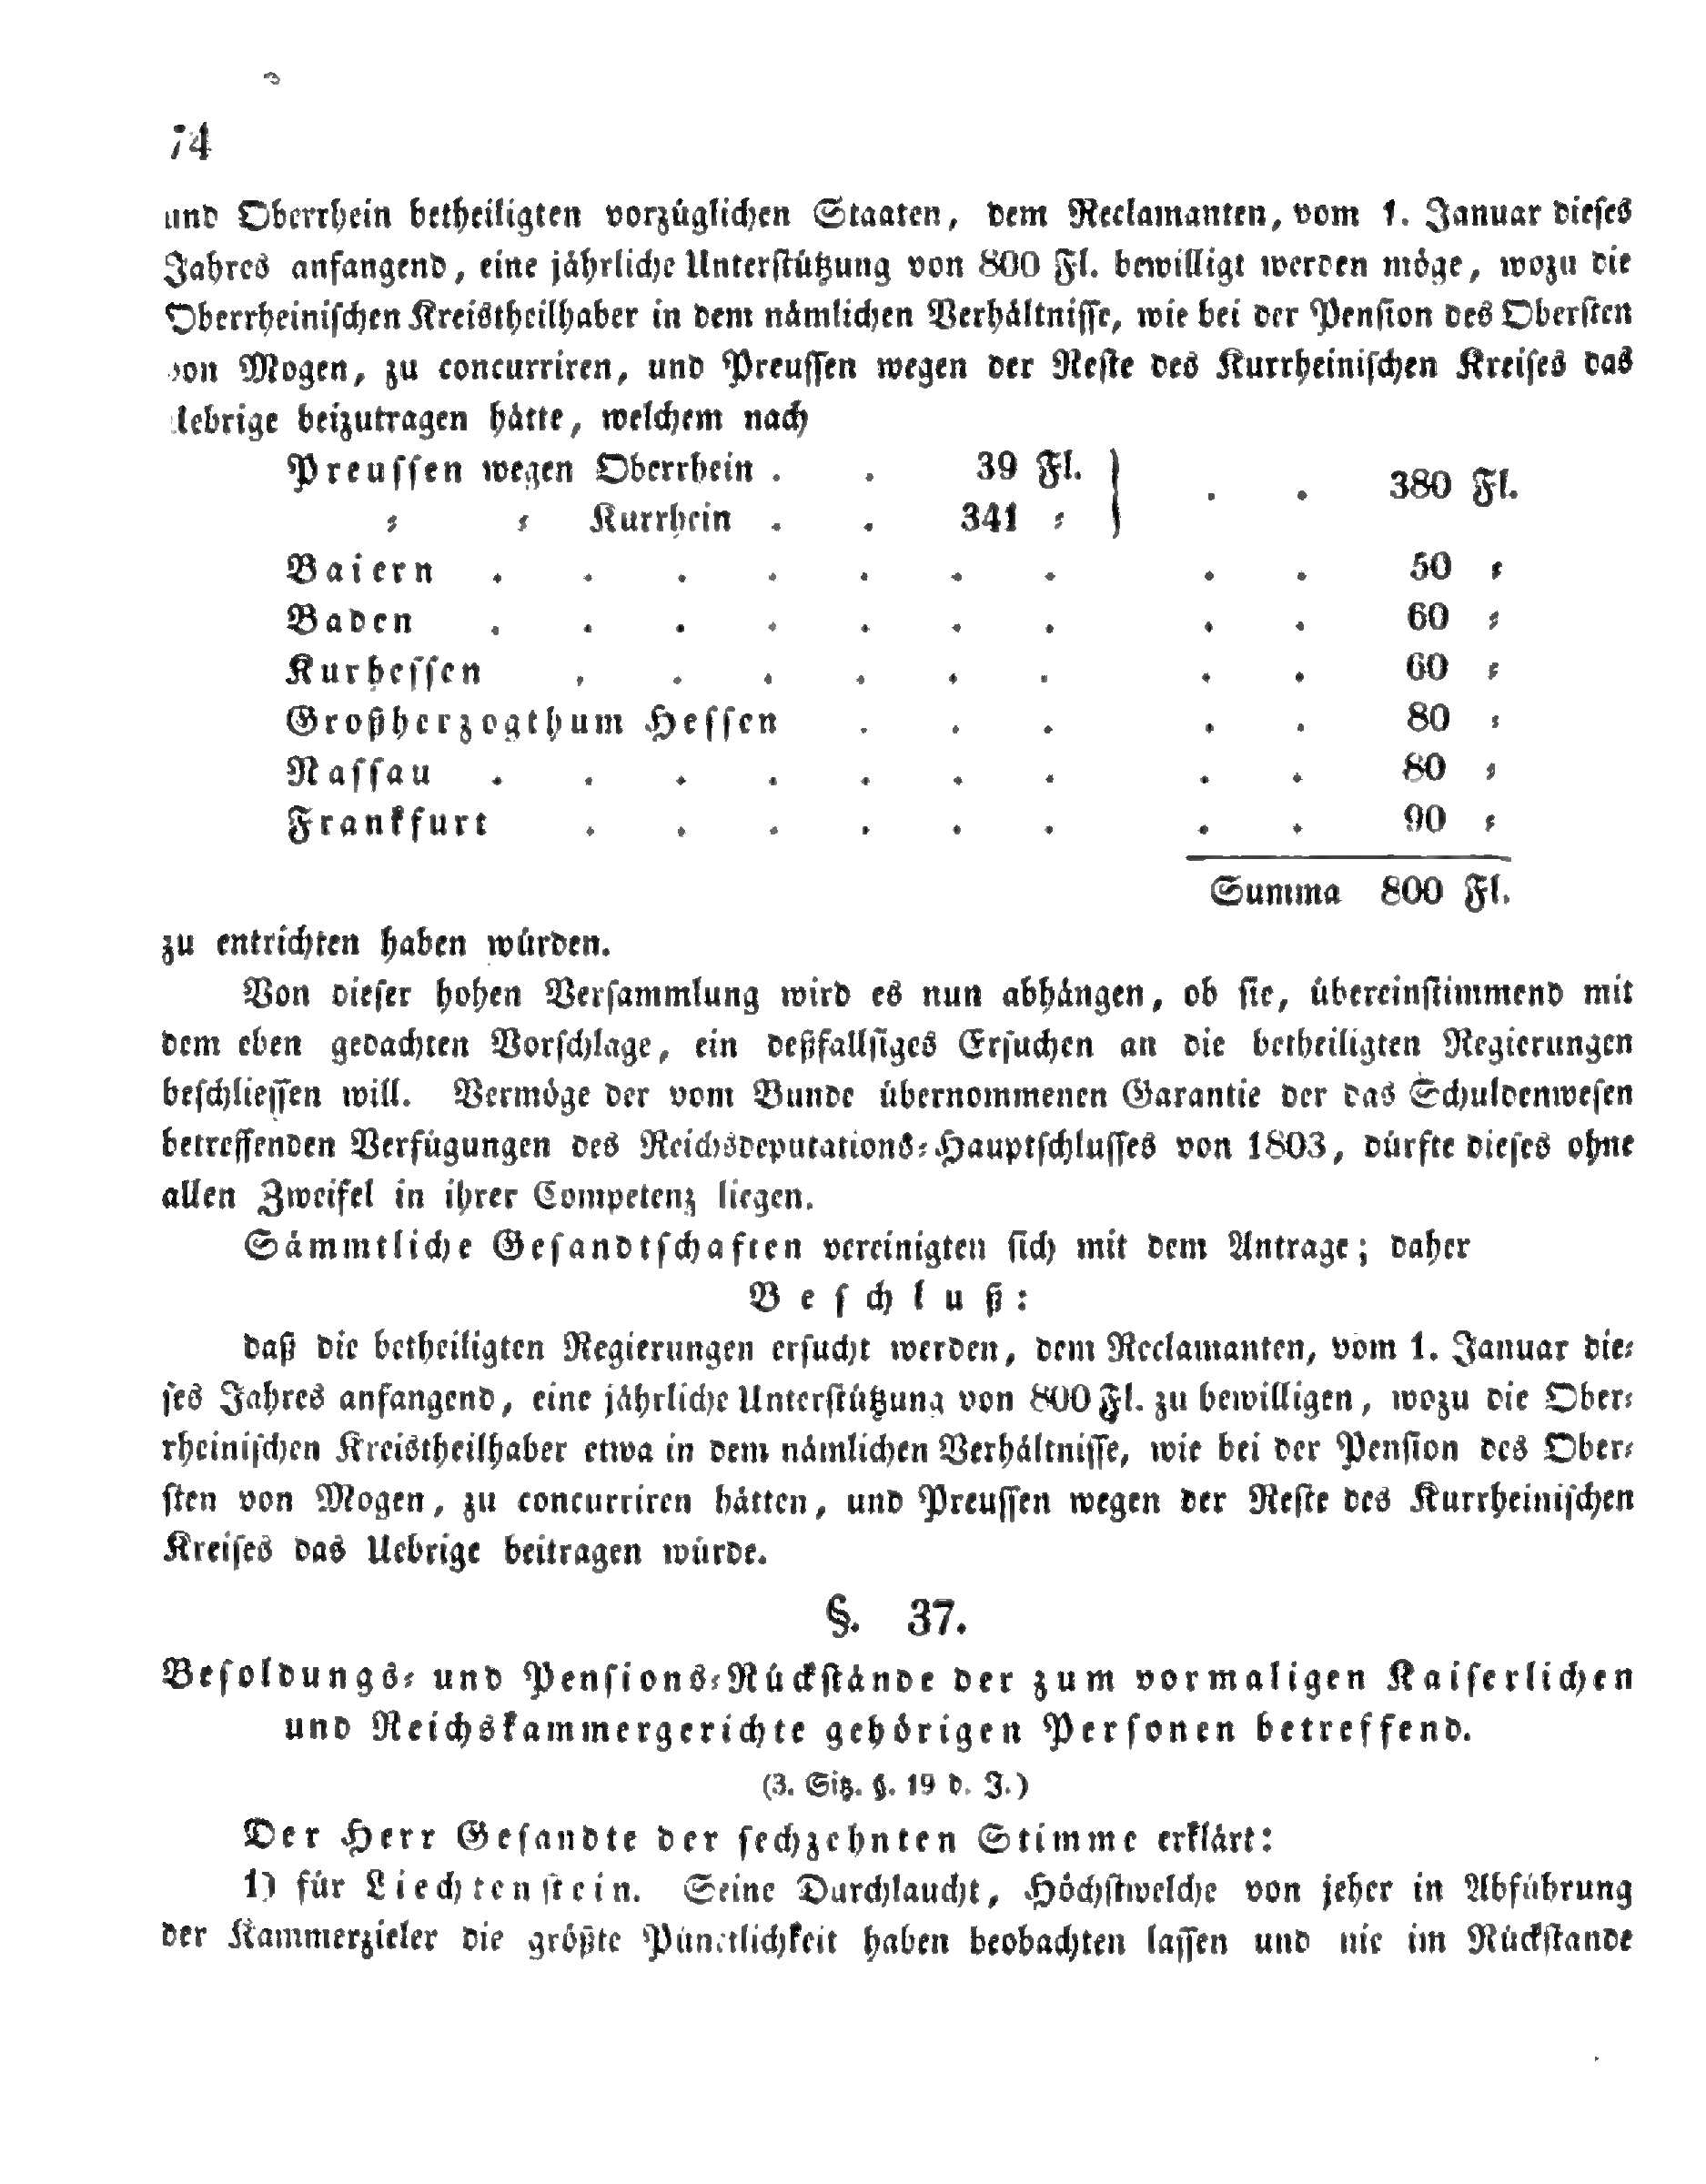 74
und Oberrhein betheiligten vorzüglichen Staaten, dem Reclamanten, vom 1. Januar dieses
Jahres anfangend, eine jährliche Unterstützung von 800 Fl. bewilligt werden möge, wozu die
Oberrheinischen Kreistheilhaber in dem nämlichen Verhältnisse, wie bei der Pension des Obersten
von Mogen, zu concurriren, und Preussen wegen der Reste des Kurrheinischen Kreises das
Uebrige beizutragen hätte, welchem nach
Preussen wegen Oberrhein . . 39 Fl. } . . 380 Fl.
⸗ ⸗ Kurrhein . . 341 ⸗
Baiern . . . . . . . . . 50 ⸗
Baden . . . . . . . . . 60 ⸗
Kurhessen . . . . . . . . 60 ⸗
Großherzogthum Hessen . . . . . 80 ⸗
Nassau . . . . . . . . . 80 ⸗
Frankfurt . . . . . . . . 90 ⸗
Summa 800 Fl.
zu entrichten haben würden.
Von dieser hohen Versammlung wird es nun abhängen, ob sie, übereinstimmend mit
dem eben gedachten Vorschlage, ein deßfallsiges Ersuchen an die betheiligten Regierungen
beschliessen will. Vermöge der vom Bunde übernommenen Garantie der das Schuldenwesen
betreffenden Verfügungen des Reichsdeputations⸗Hauptschlusses von 1803, dürfte dieses ohne
allen Zweifel in ihrer Competenz liegen.
Sämmtliche Gesandtschaften vereinigten sich mit dem Antrage; daher
Beschluß:
daß die betheiligten Regierungen ersucht werden, dem Reclamanten, vom 1. Januar die⸗
ses Jahres anfangend, eine jährliche Unterstützung von 800 Fl. zu bewilligen, wozu die Ober⸗
rheinischen Kreistheilhaber etwa in dem nämlichen Verhältnisse, wie bei der Pension des Ober⸗
sten von Mogen, zu concurriren hätten, und Preussen wegen der Reste des Kurrheinischen
Kreises das Uebrige beitragen würde.
§. 37.
Besoldungs⸗ und Pensions⸗Rückstände der zum vormaligen Kaiserlichen
und Reichskammergerichte gehörigen Personen betreffend.
(3. Sitz. §. 19 d. J.)
Der Herr Gesandte der sechzehnten Stimme erklärt:
1) für Liechtenstein. Seine Durchlaucht, Höchstwelche von jeher in Abführung
der Kammerzieler die größte Pünctlichkeit haben beobachten lassen und nie im Rückstande